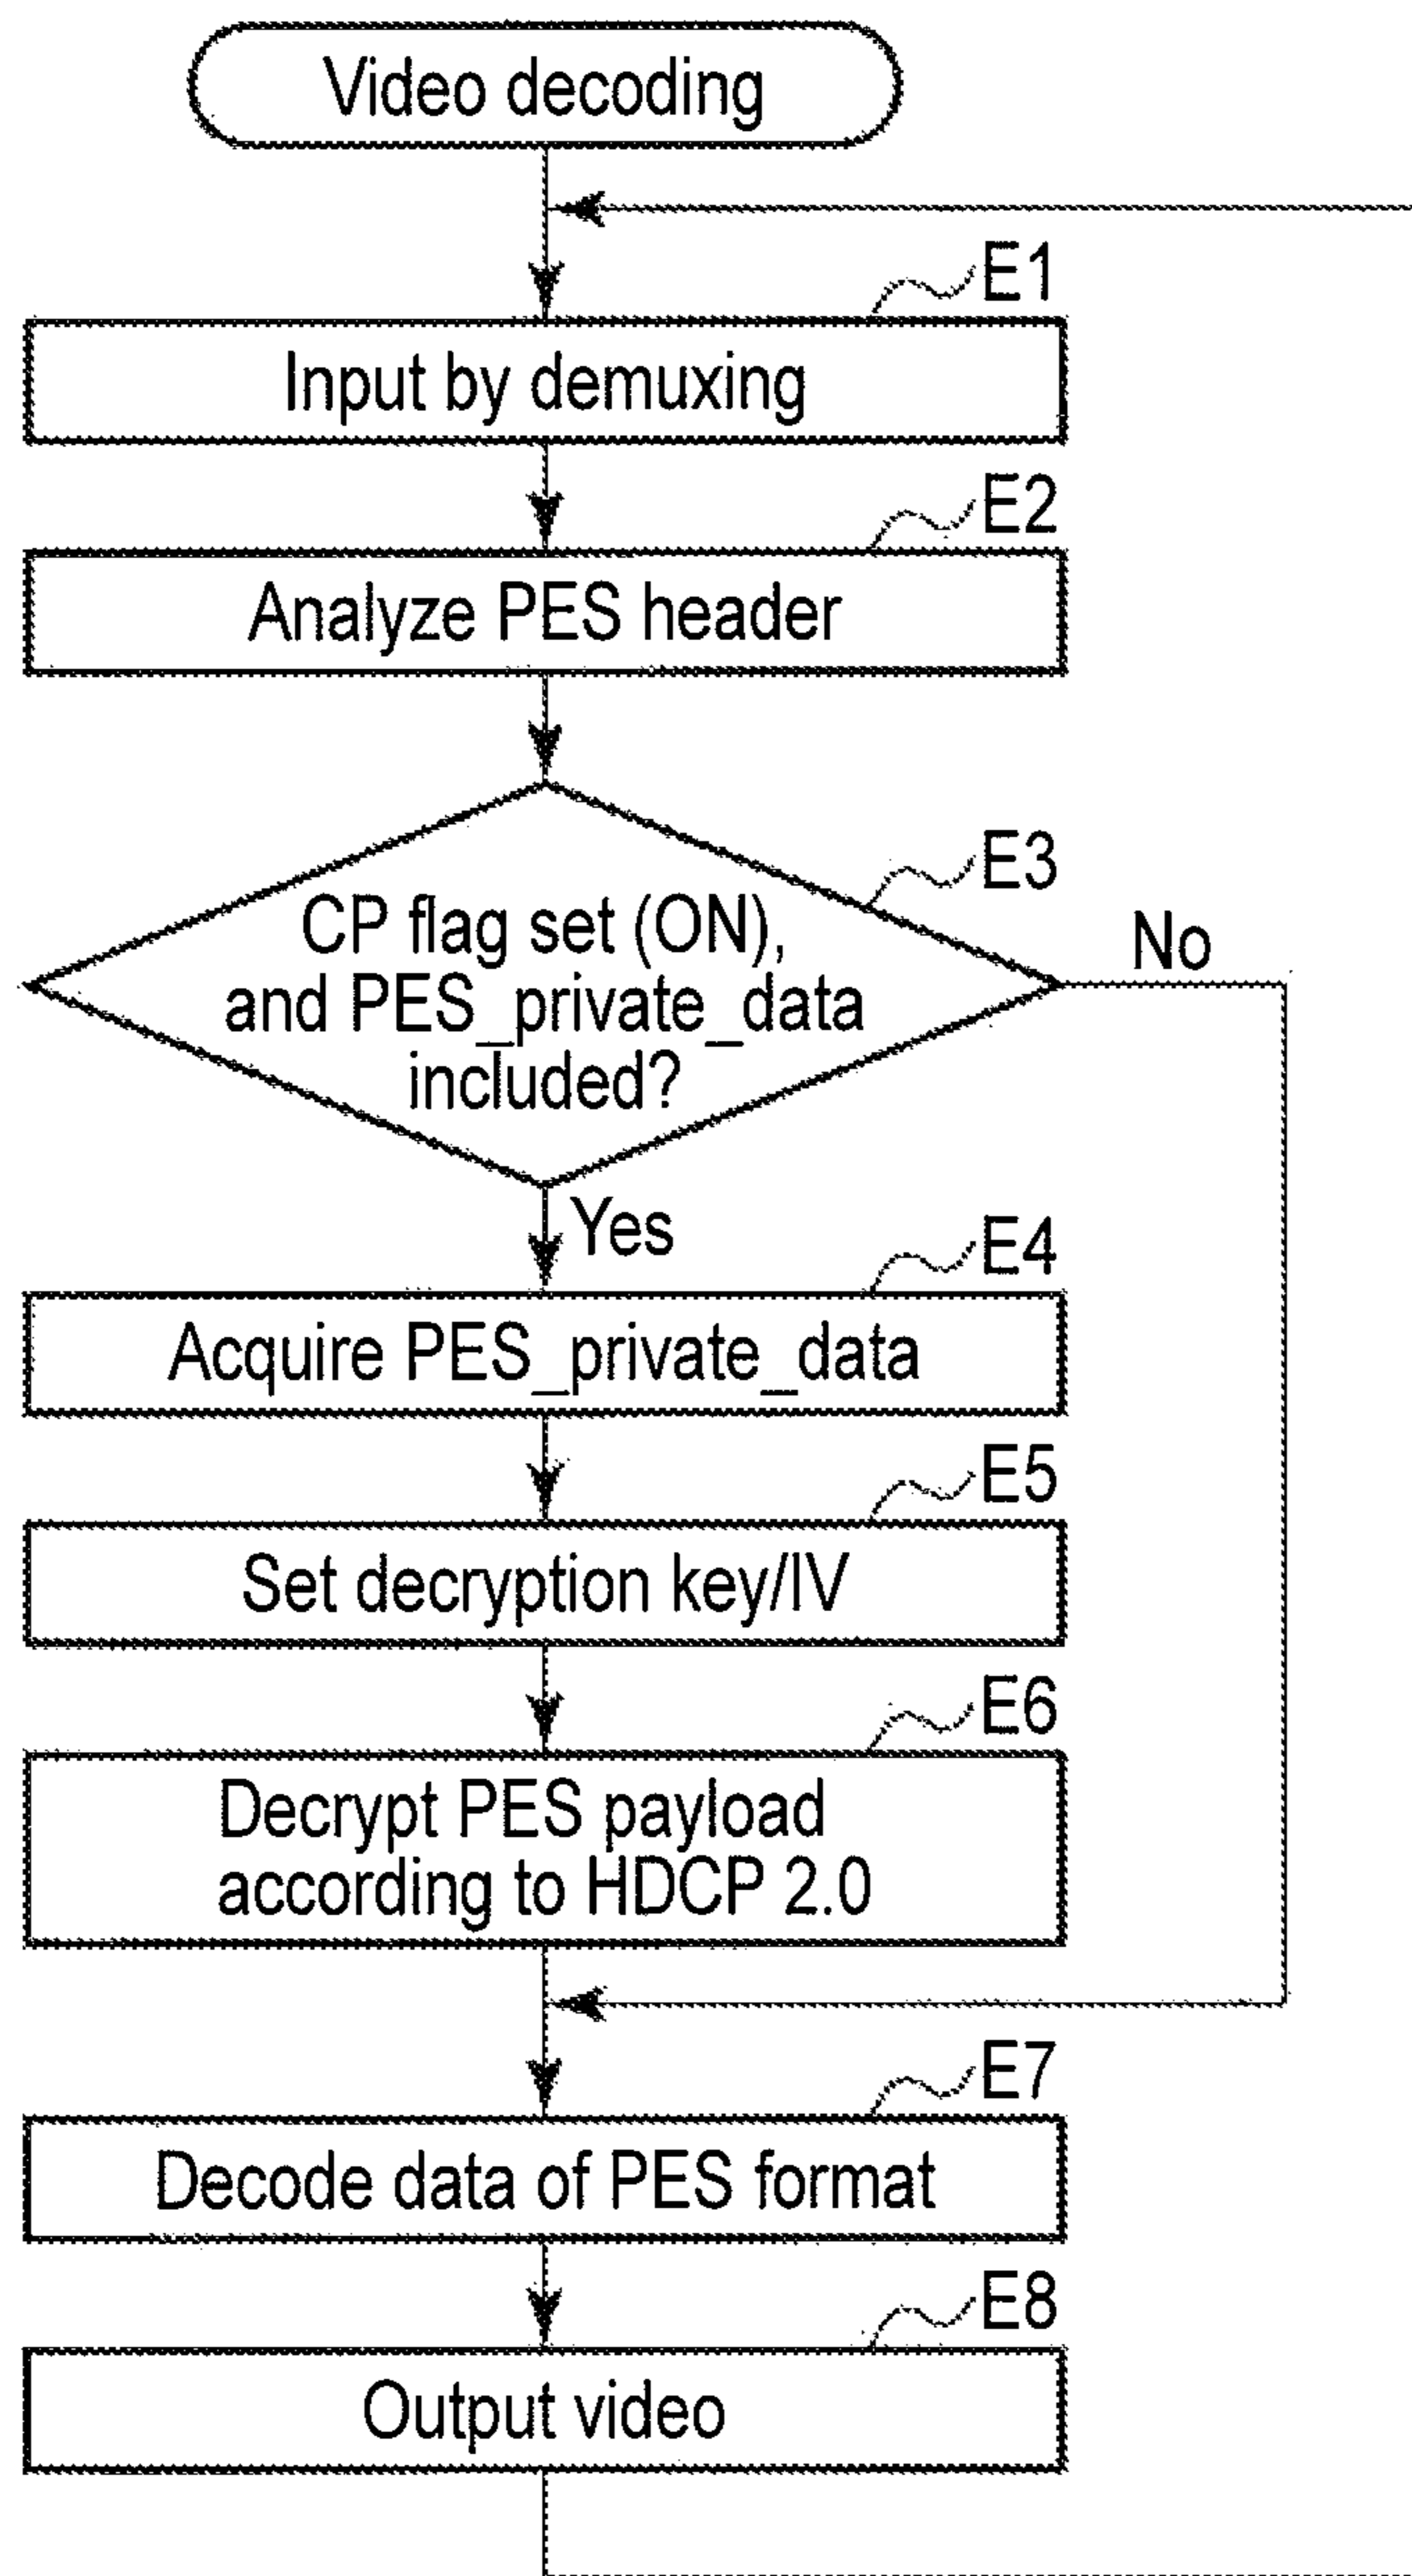 Video decoding
E1
Input by demuxing
E2
Analyze PES header
E3
CP flag set (ON),
and PES_private_data
included?
No
Yes
E4
Acquire PES_private_data
E5
Set decryption key/IV
E6
Decrypt PES payload
according to HDCP 2.0
E7
Decode data of PES format
E8
Output video